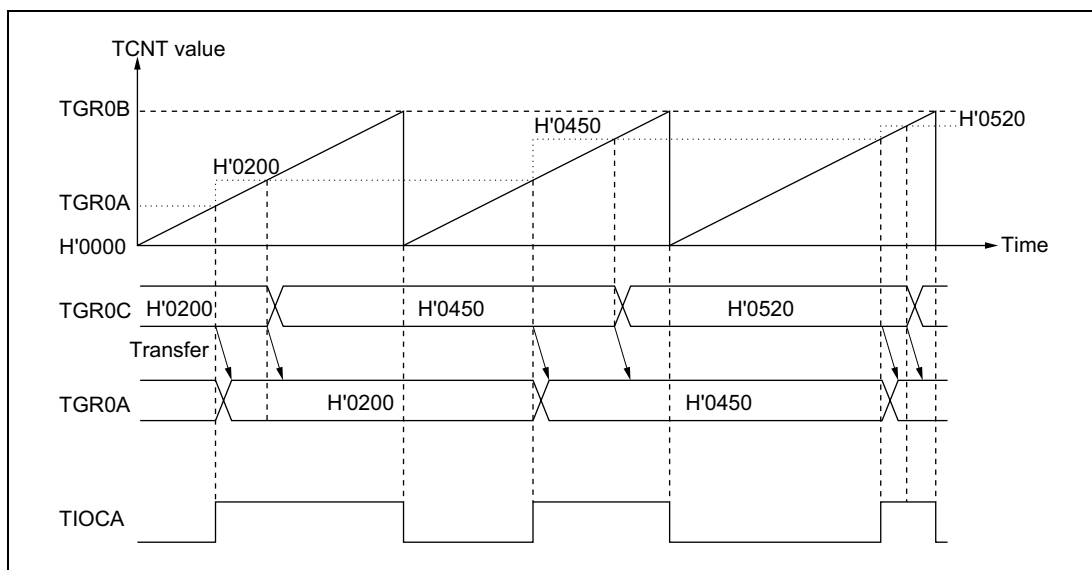 TCNT value
TGR0B
H'0520
H'0450
H'0200
TGR0A
H'0000
Time
TGR0C
H'0200
H'0450
H'0520
Transfer
TGR0A
H'0200
H'0450
TIOCA